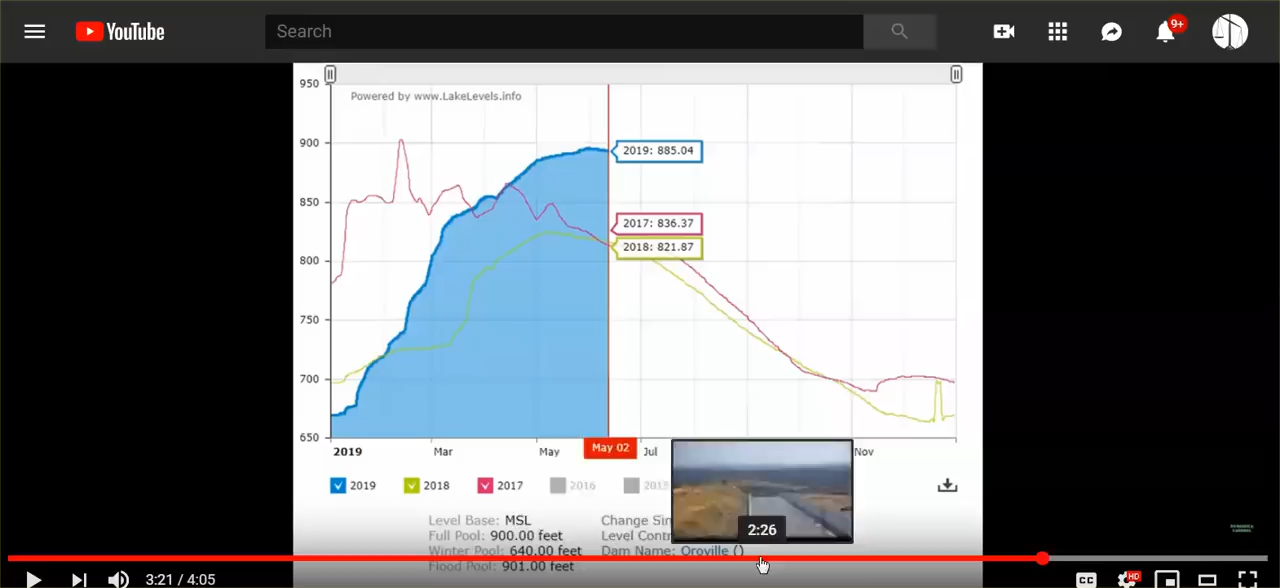 YouTube
Search
9+
950
Powered by www.LakeLevels.info
900
2019: 885.04
850
2017: 836.37
2018: 821.87
800
750
700
650
2019
Mar
May
May 02
Jul
Nov
2019
2018
2017
2016
Level Base: MSL
Full Pool: 900.00 feet
Winter Pool: 640.00 feet
Flood Pool: 901.00 feet
Level Contr
Dam Name: Oroville ()
2:26
3:21 / 4:05
CC
HD